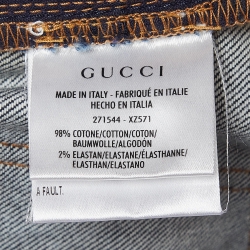 GUCCI
MADE IN ITALY - FABRIQUÉ EN ITALIE
HECHO EN ITALIA
271544 - XZ571
98% COTONE/COTTON/COTON/
BAUMWOLLE/ALGODÓN
2% ELASTAN/ELASTANE/ÉLASTHANNE/
ELASTHAN/ELASTANO
A FAULT.